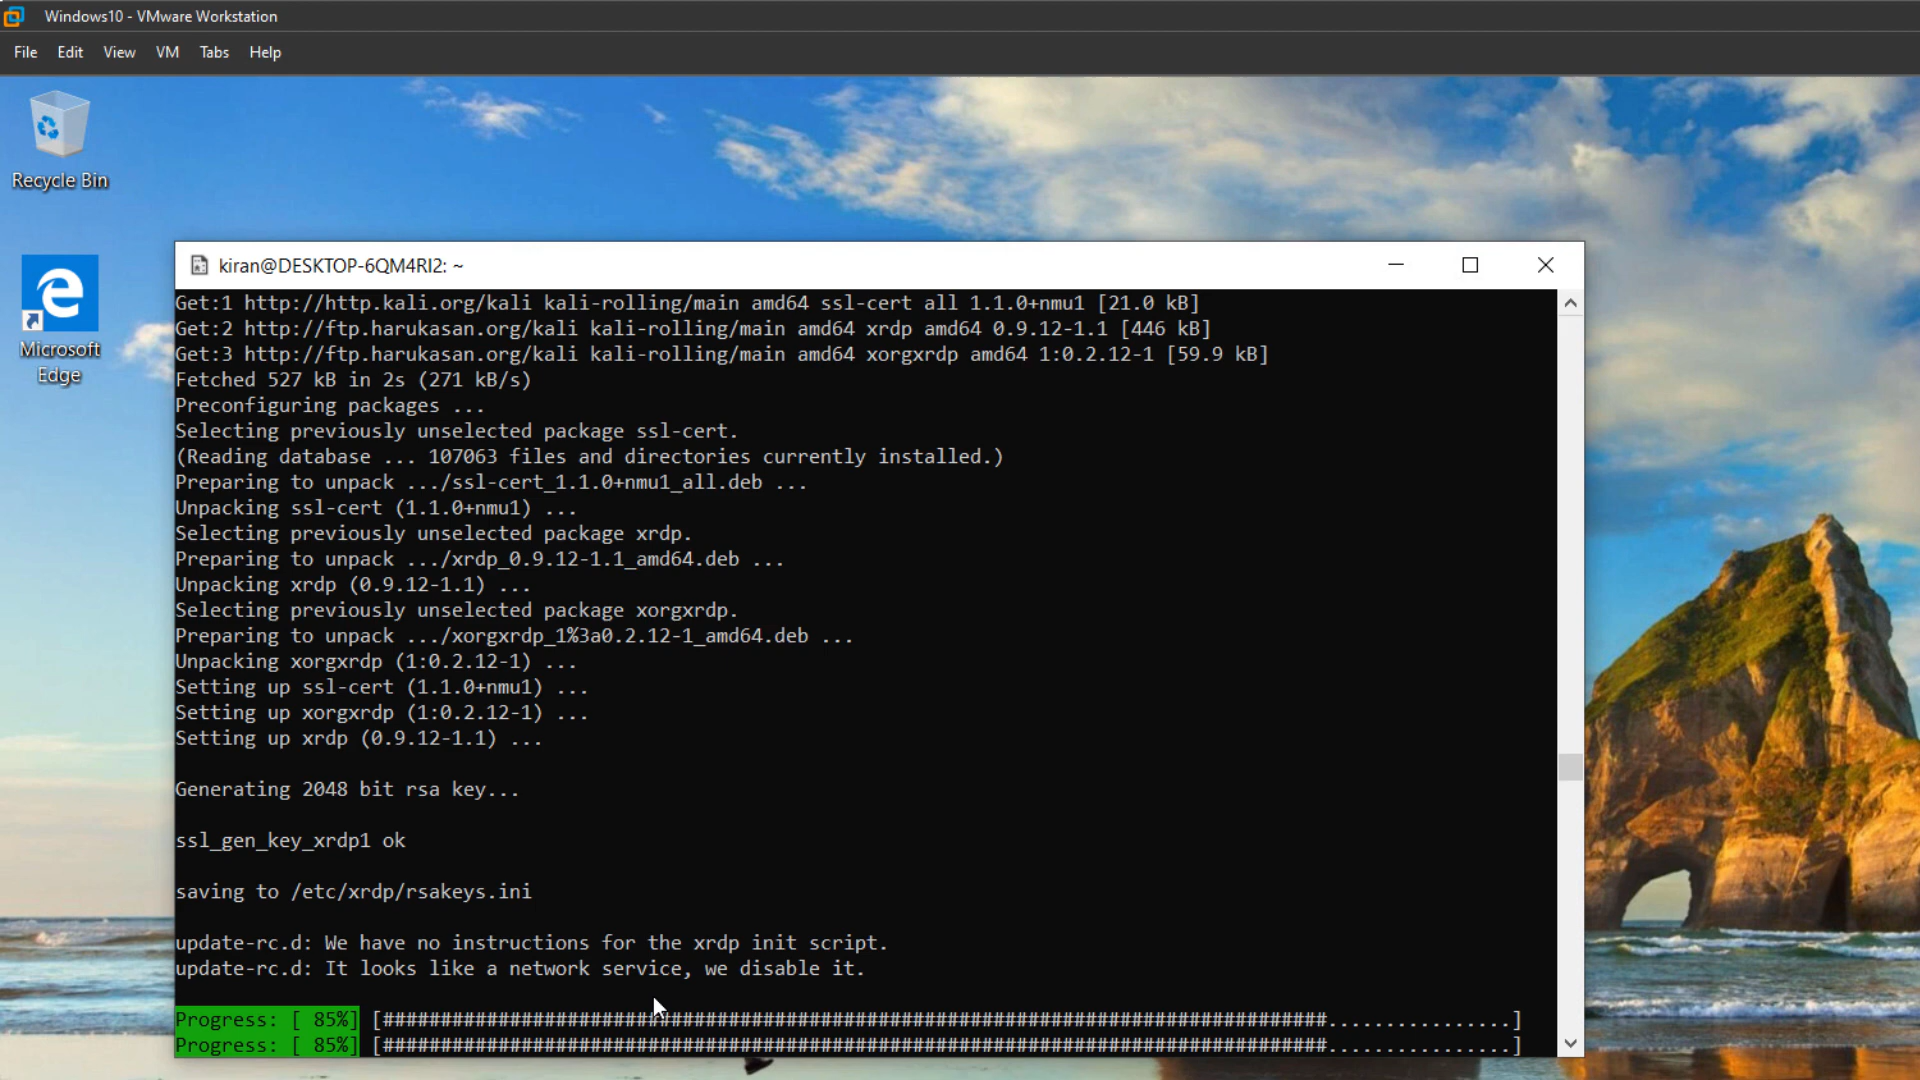 Windows10 - VMware Workstation
File Edit View VM Tabs Help
Recycle Bin
Microsoft
Edge
kiran@DESKTOP-6QM4RI2: ~
Get:1 http://http.kali.org/kali kali-rolling/main amd64 ssl-cert all 1.1.0+nmu1 [21.0 kB]
Get:2 http://ftp.harukasan.org/kali kali-rolling/main amd64 xrdp amd64 0.9.12-1.1 [446 kB]
Get:3 http://ftp.harukasan.org/kali kali-rolling/main amd64 xorgxrdp amd64 1:0.2.12-1 [59.9 kB]
Fetched 527 kB in 2s (271 kB/s)
Preconfiguring packages ...
Selecting previously unselected package ssl-cert.
(Reading database ... 107063 files and directories currently installed.)
Preparing to unpack .../ssl-cert_1.1.0+nmu1_all.deb ...
Unpacking ssl-cert (1.1.0+nmu1) ...
Selecting previously unselected package xrdp.
Preparing to unpack .../xrdp_0.9.12-1.1_amd64.deb ...
Unpacking xrdp (0.9.12-1.1) ...
Selecting previously unselected package xorgxrdp.
Preparing to unpack .../xorgxrdp_1%3a0.2.12-1_amd64.deb ...
Unpacking xorgxrdp (1:0.2.12-1) ...
Setting up ssl-cert (1.1.0+nmu1) ...
Setting up xorgxrdp (1:0.2.12-1) ...
Setting up xrdp (0.9.12-1.1) ...
Generating 2048 bit rsa key...
ssl_gen_key_xrdp1 ok
saving to /etc/xrdp/rsakeys.ini
update-rc.d: We have no instructions for the xrdp init script.
update-rc.d: It looks like a network service, we disable it.
Progress: [ 85%] [##################################################################################................]
Progress: [ 85%] [##################################################################################................]